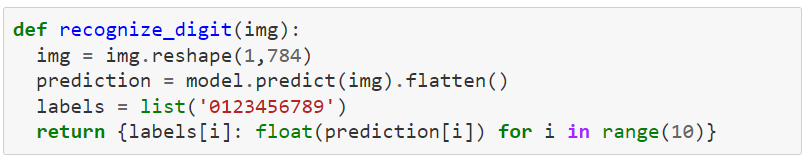 def recognize_digit(img):
  img = img.reshape(1,784)
  prediction = model.predict(img).flatten()
  labels = list('0123456789')
  return {labels[i]: float(prediction[i]) for i in range(10)}